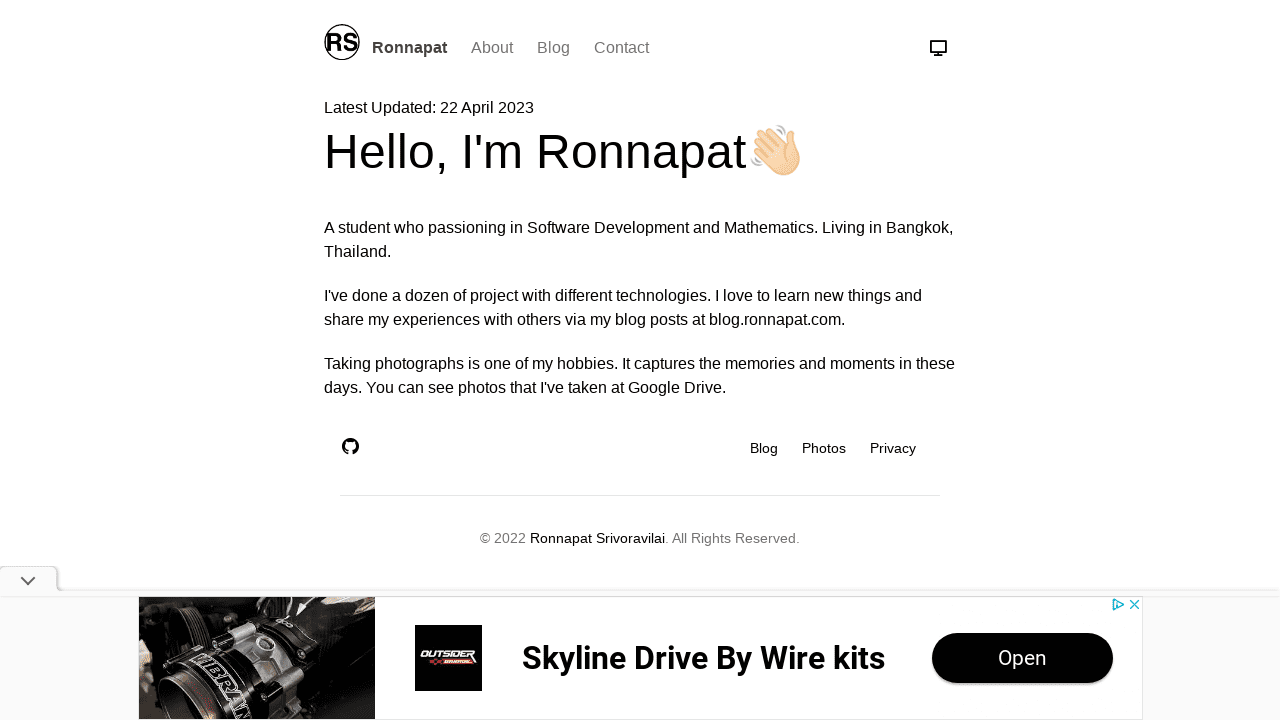 RS
Ronnapat About Blog Contact
Latest Updated: 22 April 2023
Hello, I'm Ronnapat👋🏻
A student who passioning in Software Development and Mathematics. Living in Bangkok,
Thailand.
I've done a dozen of project with different technologies. I love to learn new things and
share my experiences with others via my blog posts at blog.ronnapat.com.
Taking photographs is one of my hobbies. It captures the memories and moments in these
days. You can see photos that I've taken at Google Drive.
Blog Photos Privacy
© 2022 Ronnapat Srivoravilai. All Rights Reserved.
OUTSIDER
Skyline Drive By Wire kits
Open